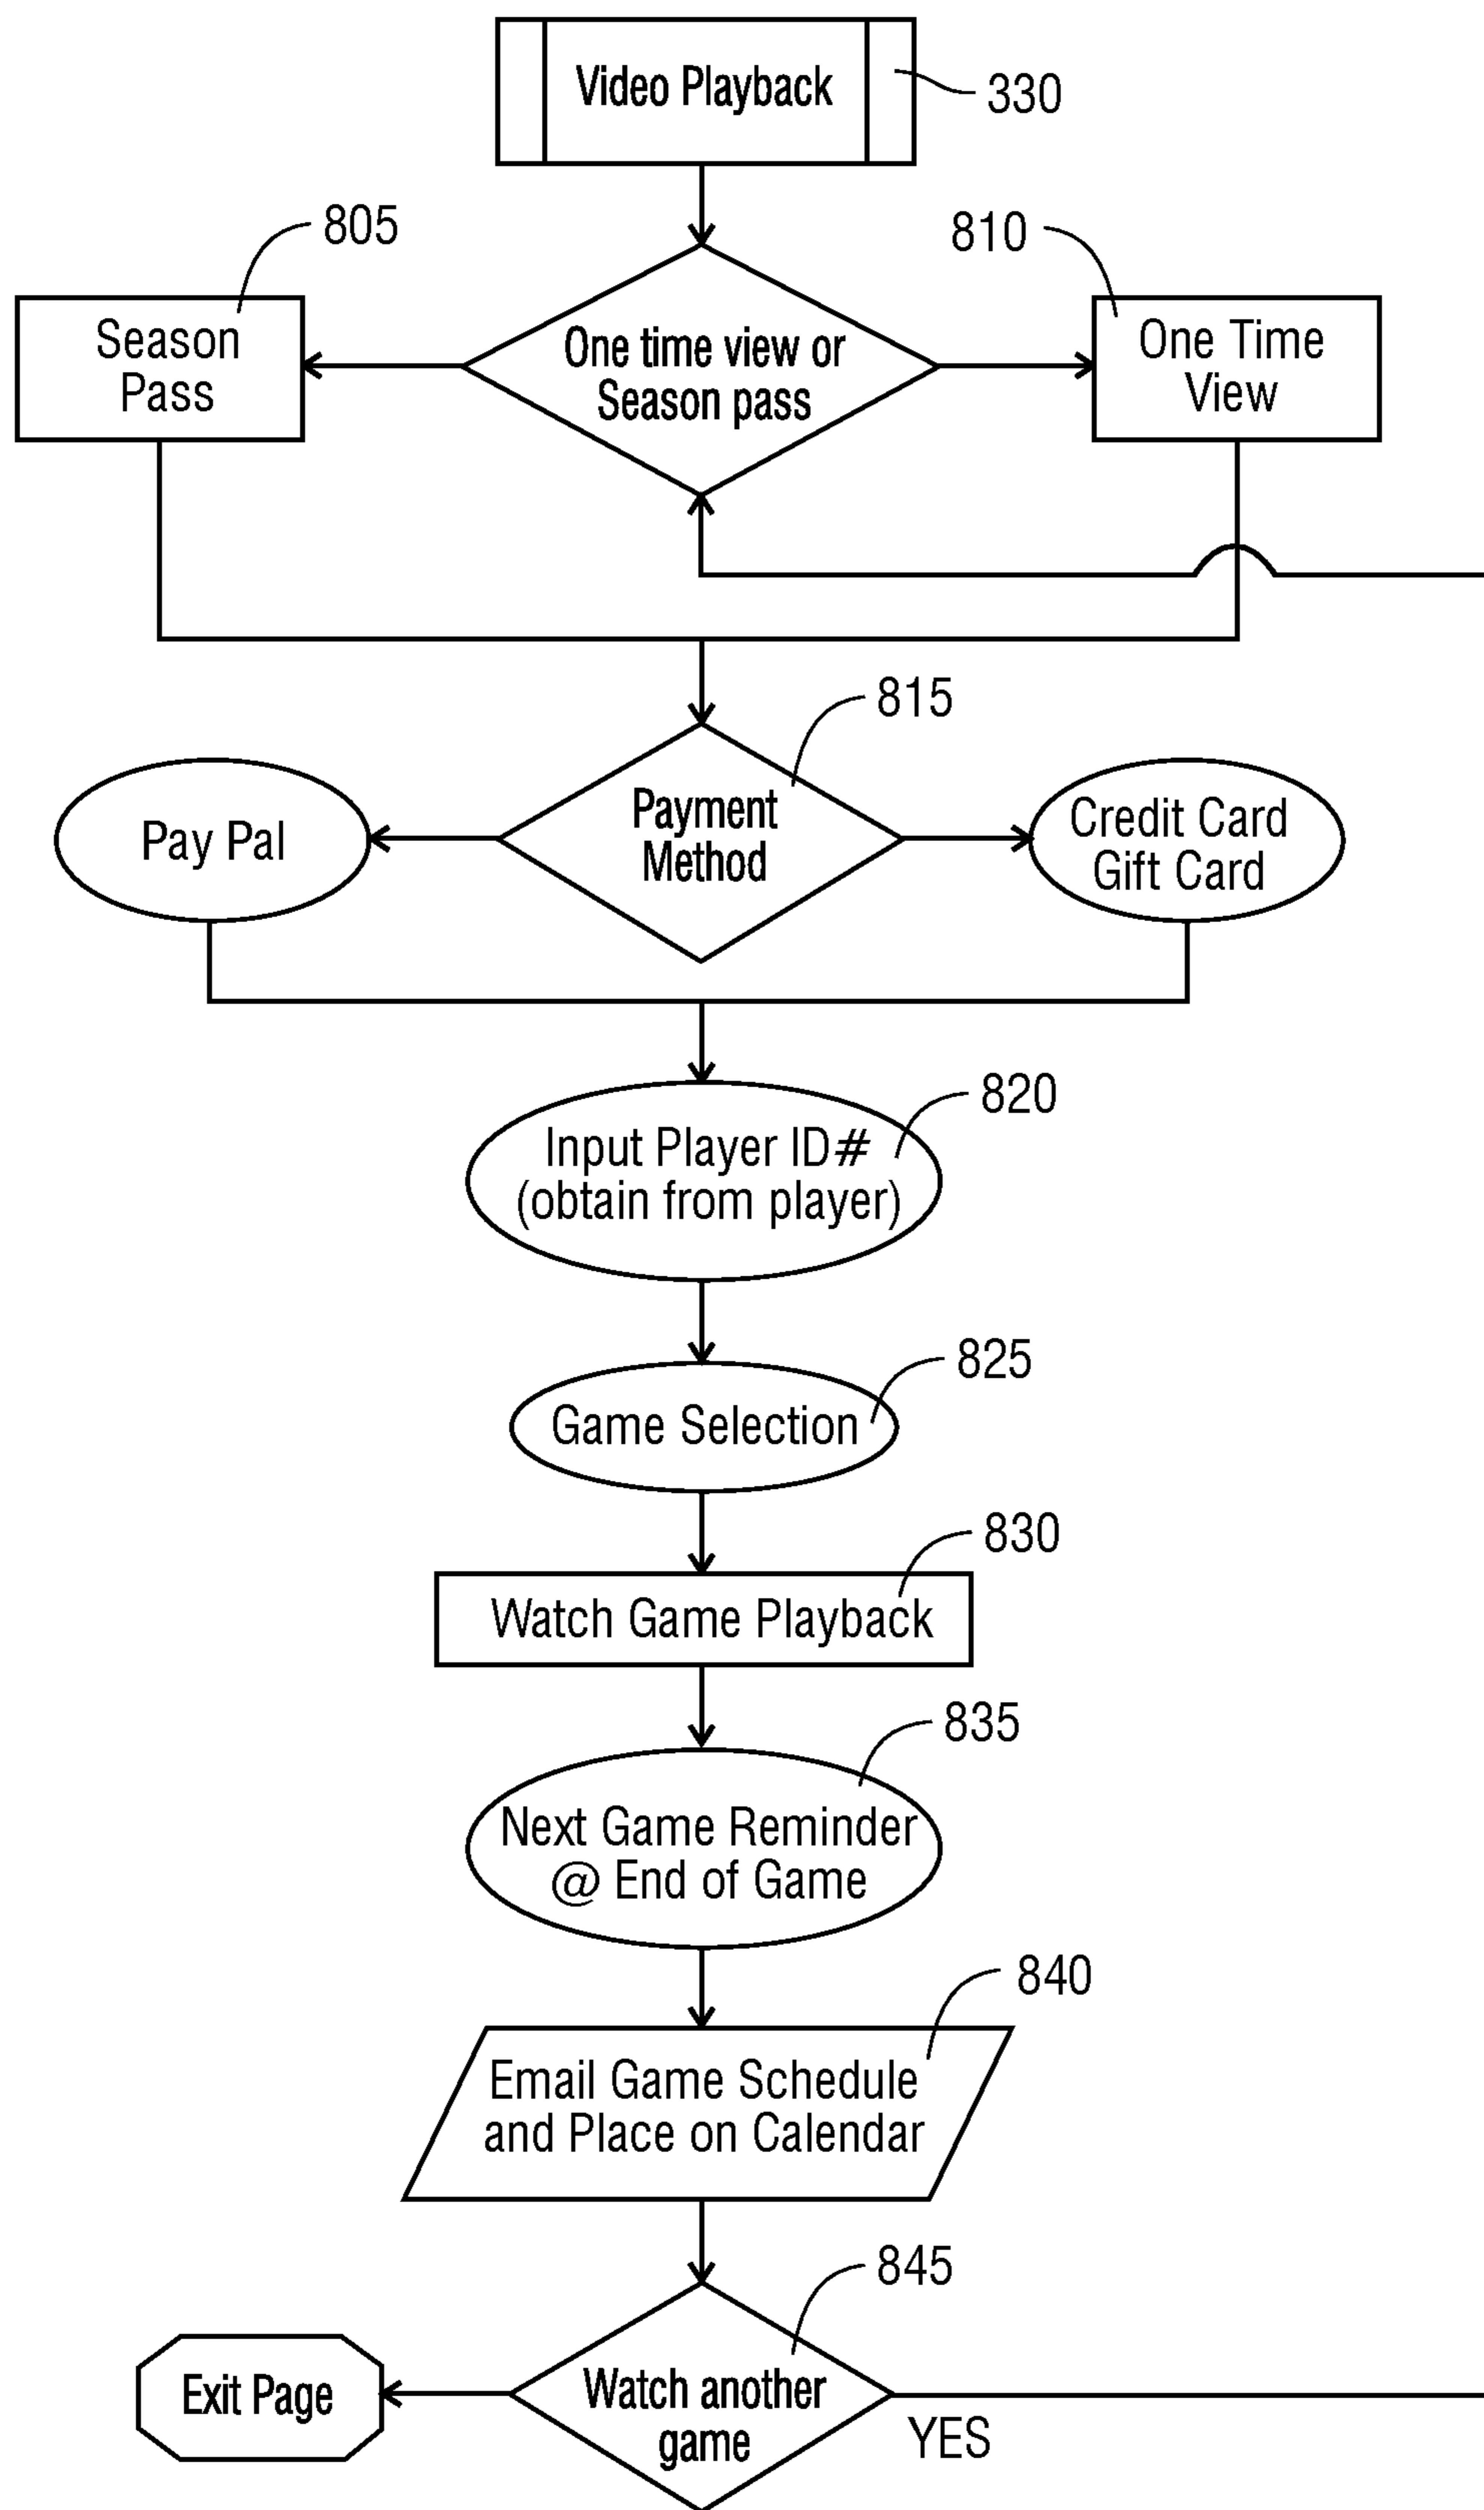 Video Playback
330
805
810
Season
Pass
One time view or
Season pass
One Time
View
815
Pay Pal
Payment
Method
Credit Card
Gift Card
820
Input Player ID#
(obtain from player)
825
Game Selection
830
Watch Game Playback
835
Next Game Reminder
@ End of Game
840
Email Game Schedule
and Place on Calendar
845
Exit Page
Watch another
game
YES